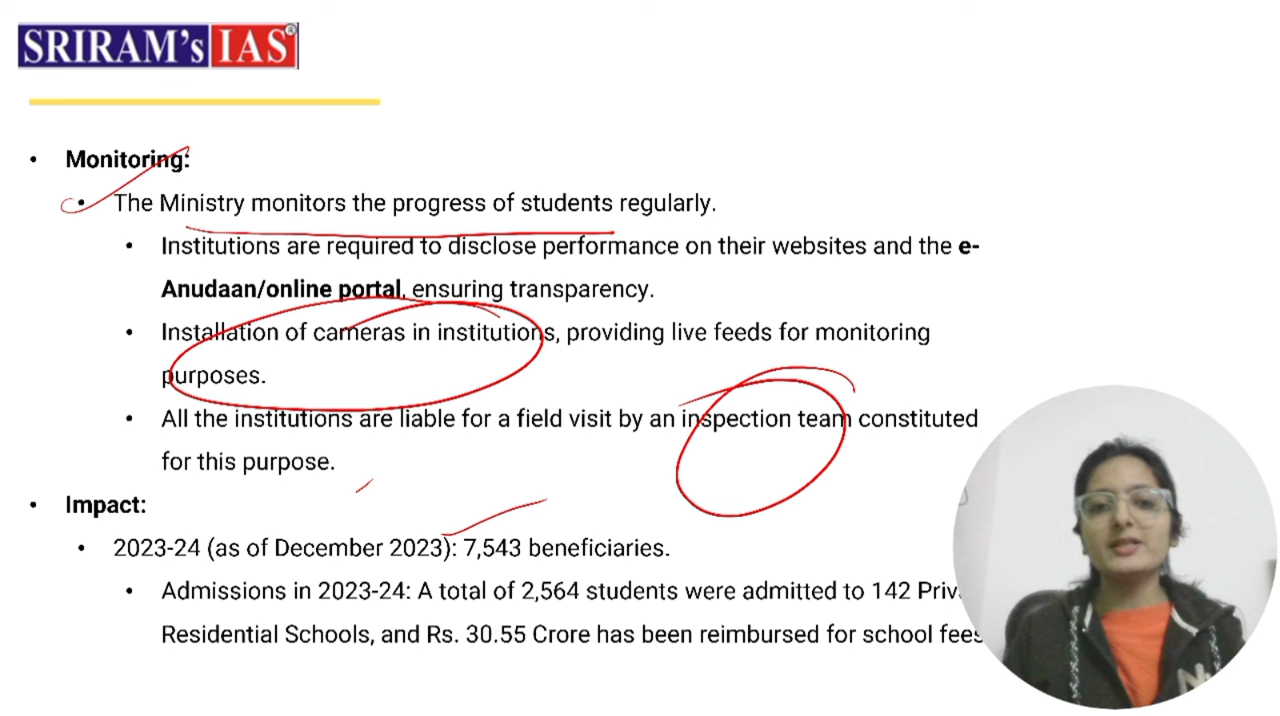 SRIRAM's IAS®
• Monitoring:
• The Ministry monitors the progress of students regularly.
• Institutions are required to disclose performance on their websites and the e-
Anudaan/online portal, ensuring transparency.
• Installation of cameras in institutions, providing live feeds for monitoring
purposes.
• All the institutions are liable for a field visit by an inspection team constituted
for this purpose.
• Impact:
• 2023-24 (as of December 2023): 7,543 beneficiaries.
• Admissions in 2023-24: A total of 2,564 students were admitted to 142
Residential Schools, and Rs. 30.55 Crore has been reimbursed for school fees